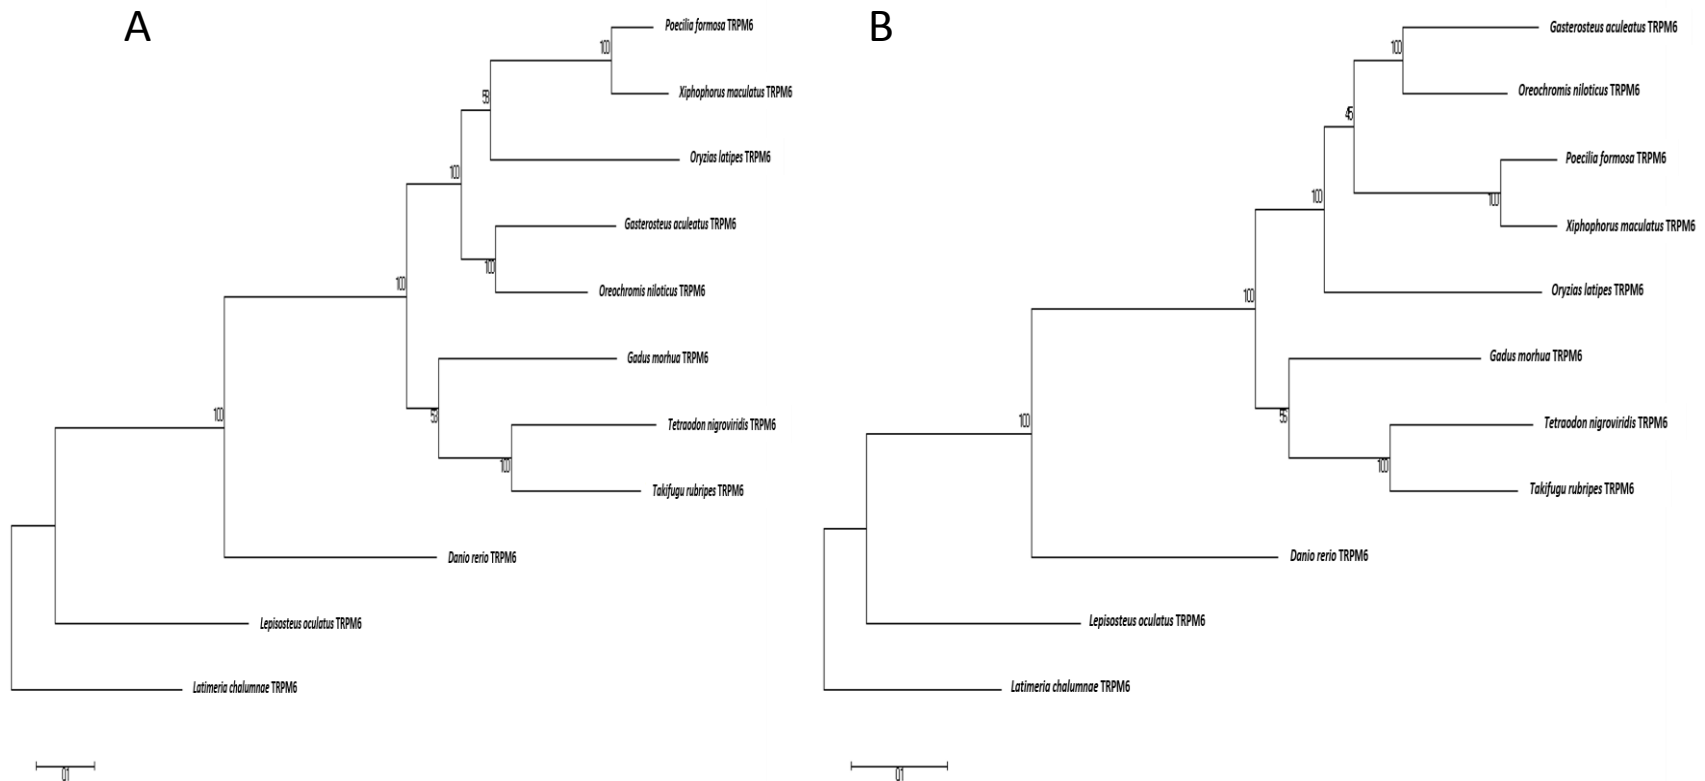 A
Poecilia formosa TRPM6
100
Xiphophorus maculatus TRPM6
58
Oryzias latipes TRPM6
100
Gasterosteus aculeatus TRPM6
100
Oreochromis niloticus TRPM6
100
Gadus morhua TRPM6
100
53
Tetraodon nigroviridis TRPM6
100
Takifugu rubripes TRPM6
Danio rerio TRPM6
Lepisosteus oculatus TRPM6
Latimeria chalumnae TRPM6
0.1
B
Gasterosteus aculeatus TRPM6
100
Oreochromis niloticus TRPM6
45
Poecilia formosa TRPM6
100
100
Xiphophorus maculatus TRPM6
Oryzias latipes TRPM6
100
Gadus morhua TRPM6
55
100
Tetraodon nigroviridis TRPM6
100
Takifugu rubripes TRPM6
Danio rerio TRPM6
Lepisosteus oculatus TRPM6
Latimeria chalumnae TRPM6
0.1